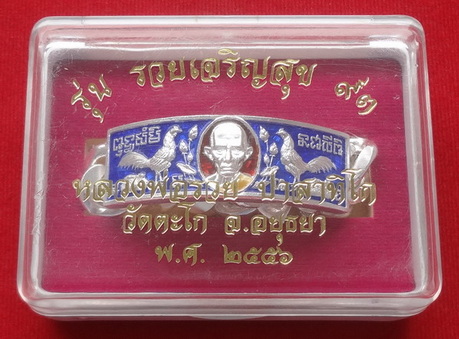 รุ่น รวยเจริญสุข ๙๓
หลวงพ่อรวย ปาสาทิโก
วัดตะโก จ.อยุธยา
พ.ศ. ๒๕๕๖